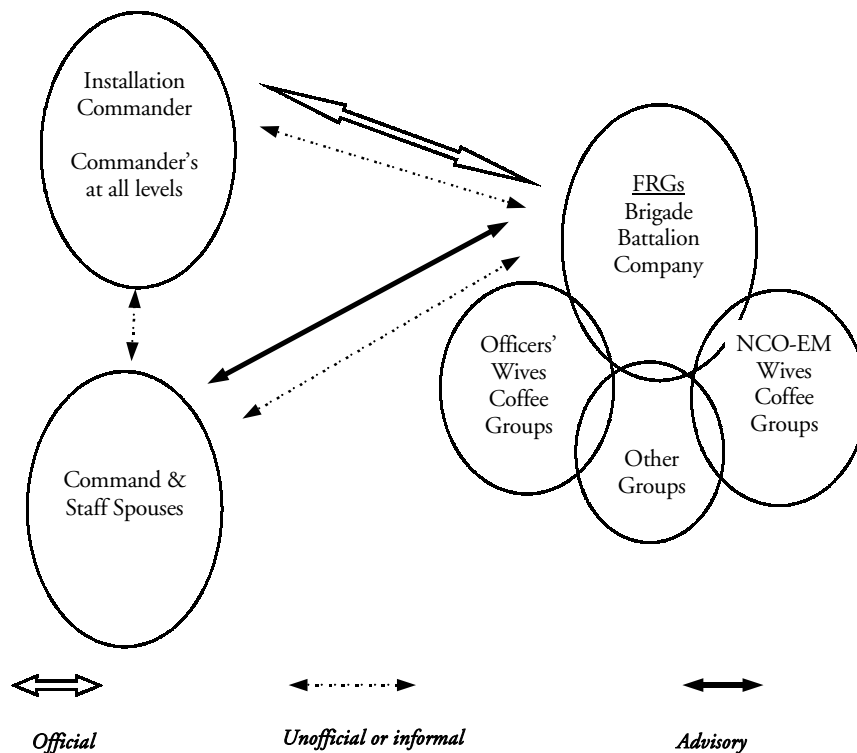 Installation
Commander
Commander's
at all levels
FRGs
Brigade
Battalion
Company
Officers'
Wives
Coffee
Groups
NCO-EM
Wives
Coffee
Groups
Other
Groups
Command &
Staff Spouses
Official
Unofficial or informal
Advisory